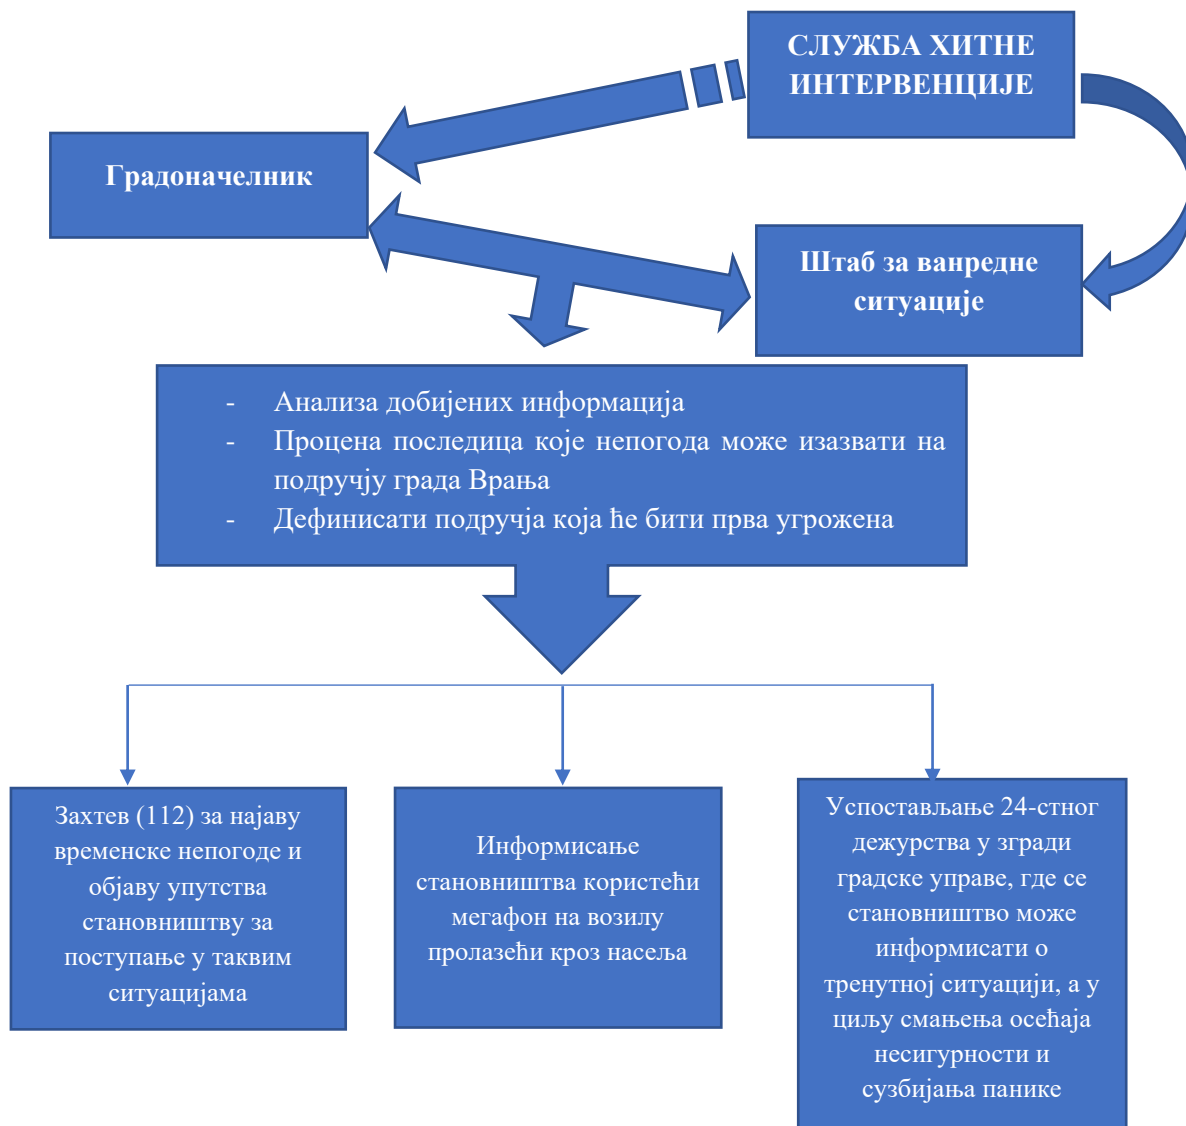 СЛУЖБА ХИТНЕ
ИНТЕРВЕНЦИЈЕ
Градоначелник
Штаб за ванредне
ситуације
- Анализа добијених информација
- Процена последица које непогода може изазвати на
подручју града Врања
- Дефинисати подручја која ће бити прва угрожена
Захтев (112) за најаву
временске непогоде и
објаву упутства
становништву за
поступање у таквим
ситуацијама
Информисање
становништва користећи
мегафон на возилу
пролазећи кроз насеља
Успостављање 24-стног
дежурства у згради
градске управе, где се
становништво може
информисати о
тренутној ситуацији, а у
циљу смањења осећаја
несигурности и
сузбијања панике